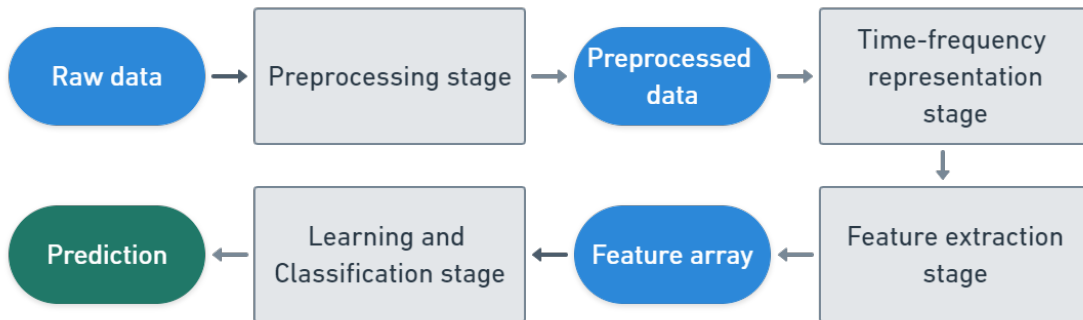 Raw data
Preprocessing stage
Preprocessed
data
Time-frequency
representation
stage
Feature extraction
stage
Feature array
Learning and
Classification stage
Prediction